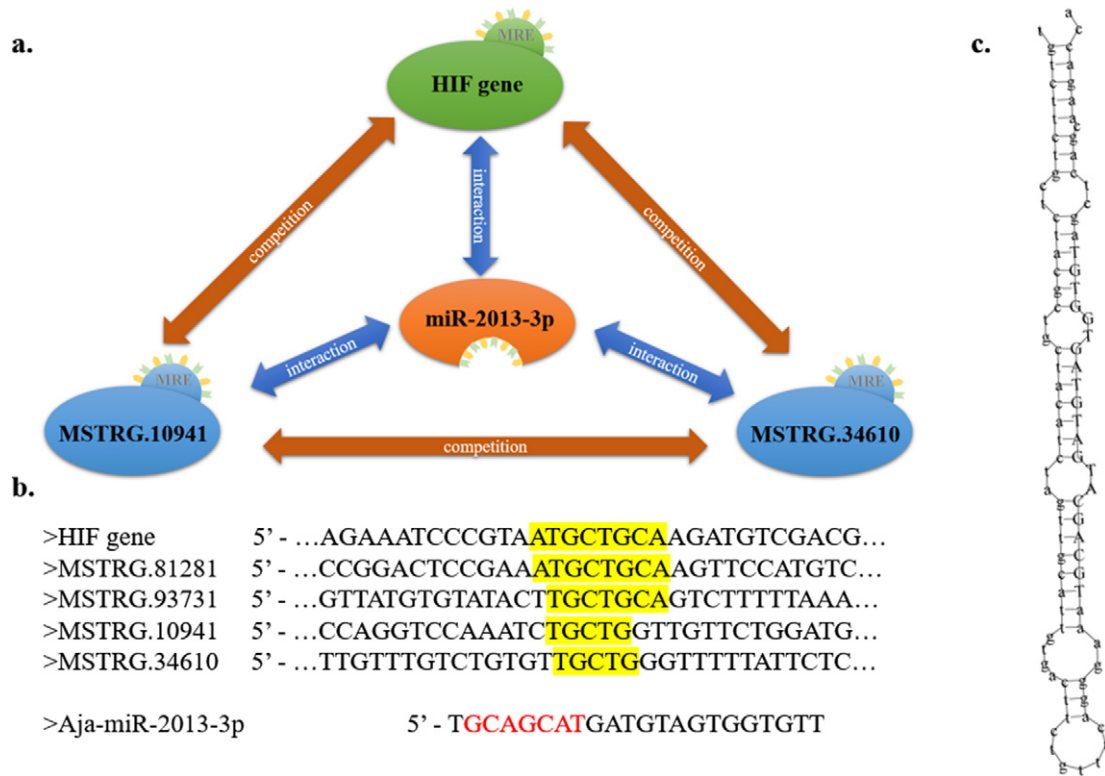 a.
MRE
HIF gene
competition
interaction
competition
miR-2013-3p
interaction
interaction
MRE
MSTRG.10941
MRE
MSTRG.34610
competition
b.
>HIF gene 5’ - …AGAAATCCCGTAATGCTGCAAGATGTCGACG…
>MSTRG.81281 5’ - …CCGGACTCCGAAATGCTGCAAGTTCCATGTC…
>MSTRG.93731 5’ - …GTTATGTGTATACTTGCTGCAGTCTTTTTAAA…
>MSTRG.10941 5’ - …CCAGGTCCAAATCTGCTGGTTGTTCTGGATG…
>MSTRG.34610 5’ - …TTGTTTGTCTGTGTTGCTGGGTTTTTATTCTC…
>Aja-miR-2013-3p 5’ - TGCAGCATGATGTAGTGGTGTT
c.